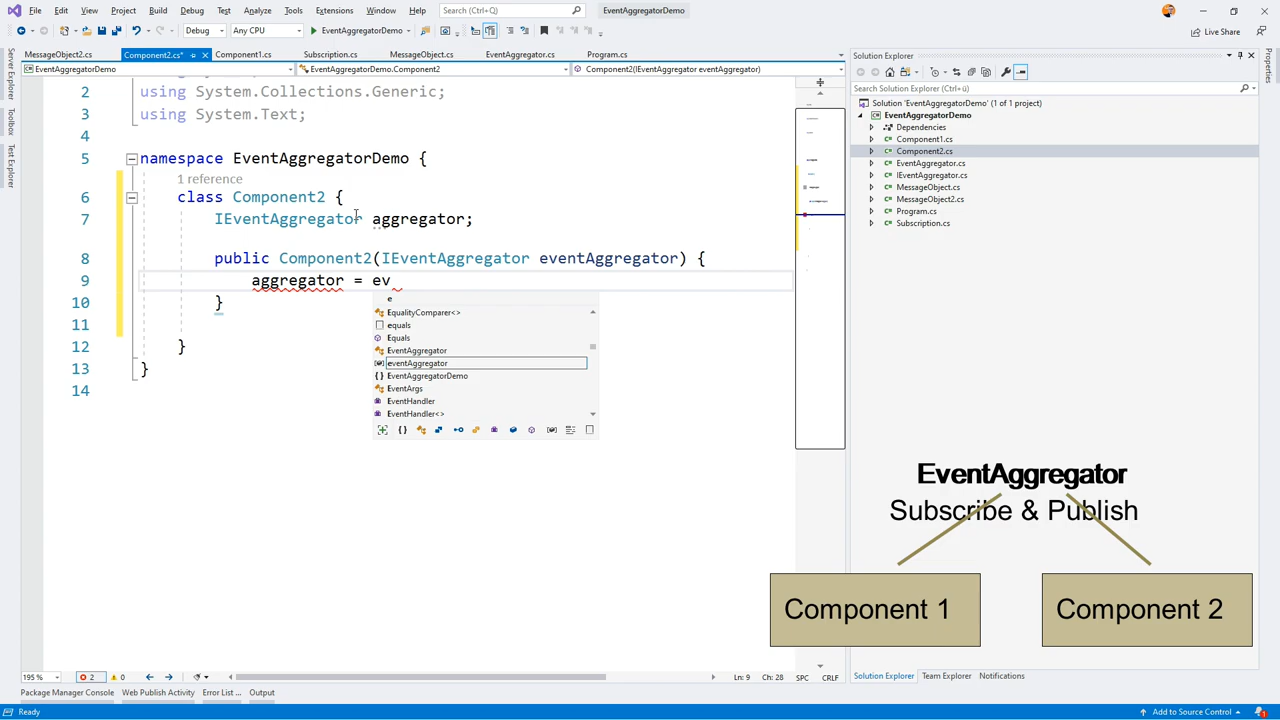 File Edit View Project Build Debug Test Analyze Tools Extensions Window Help Search (Ctrl+Q) EventAggregatorDemo
Debug Any CPU EventAggregatorDemo Live Share
MessageObject2.cs Component2.cs* Component1.cs Subscription.cs MessageObject.cs EventAggregator.cs Program.cs
EventAggregatorDemo EventAggregatorDemo.Component2 Component2(IEventAggregator eventAggregator)
Server Explorer
Toolbox
Test Explorer
2 using System.Collections.Generic;
3 using System.Text;
4
5 namespace EventAggregatorDemo {
1 reference
6 class Component2 {
7 IEventAggregator aggregator;
8 public Component2(IEventAggregator eventAggregator) {
9 aggregator = ev
10 }
11
12 }
13 }
14
e
EqualityComparer<>
equals
Equals
EventAggregator
eventAggregator
EventAggregatorDemo
EventArgs
EventHandler
EventHandler<>
195 % 2 0 Ln: 9 Ch: 28 SPC CRLF
Package Manager Console Web Publish Activity Error List ... Output
Ready Add to Source Control 1
Solution Explorer
Search Solution Explorer (Ctrl+ü)
Solution 'EventAggregatorDemo' (1 of 1 project)
EventAggregatorDemo
Dependencies
Component1.cs
Component2.cs
EventAggregator.cs
IEventAggregator.cs
MessageObject.cs
MessageObject2.cs
Program.cs
Subscription.cs
Properties
EventAggregator
Subscribe & Publish
Component 1
Component 2
Solution Explorer Team Explorer Notifications